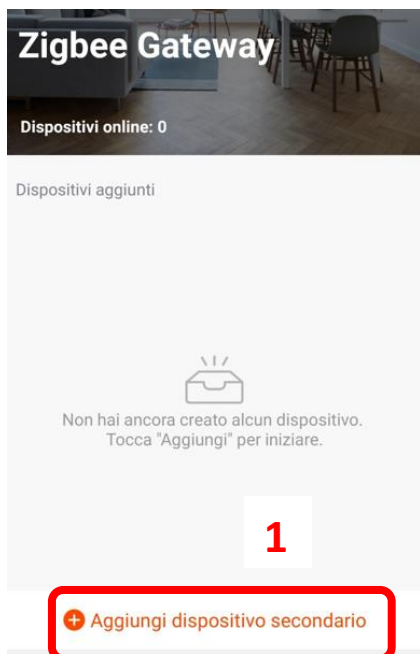 Zigbee Gateway
Dispositivi online: 0
Dispositivi aggiunti
Non hai ancora creato alcun dispositivo.
Tocca "Aggiungi" per iniziare.
1
Aggiungi dispositivo secondario